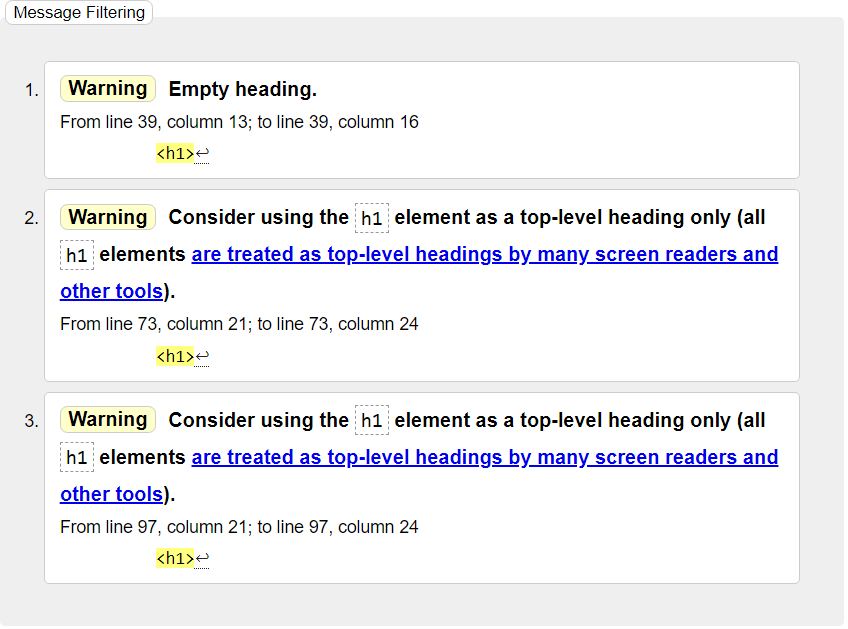 Message Filtering
1. Warning Empty heading.
From line 39, column 13; to line 39, column 16
<h1>↩
2. Warning Consider using the h1 element as a top-level heading only (all
h1 elements are treated as top-level headings by many screen readers and
other tools).
From line 73, column 21; to line 73, column 24
<h1>↩
3. Warning Consider using the h1 element as a top-level heading only (all
h1 elements are treated as top-level headings by many screen readers and
other tools).
From line 97, column 21; to line 97, column 24
<h1>↩